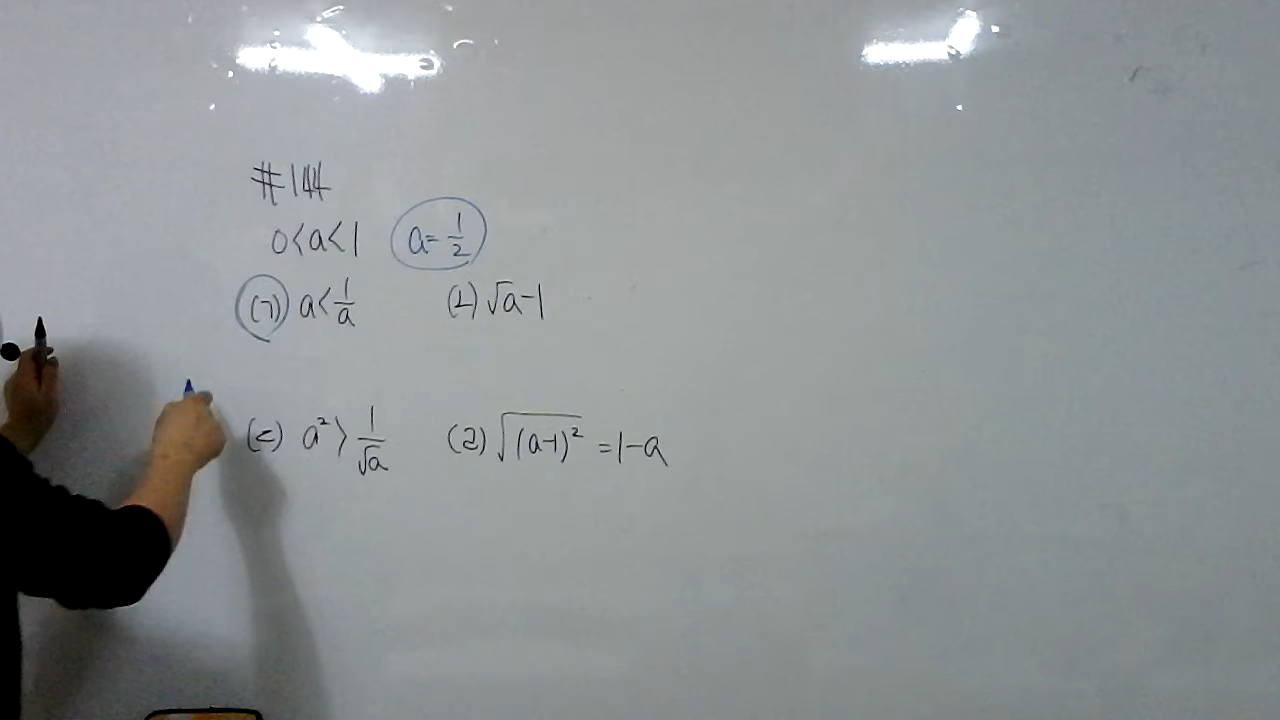 #144
0<a<1 a=1/2
(ㄱ) a<1/a (ㄴ) √a-1
(ㄷ) a²>1/√a (ㄹ) √(a-1)² =1-a